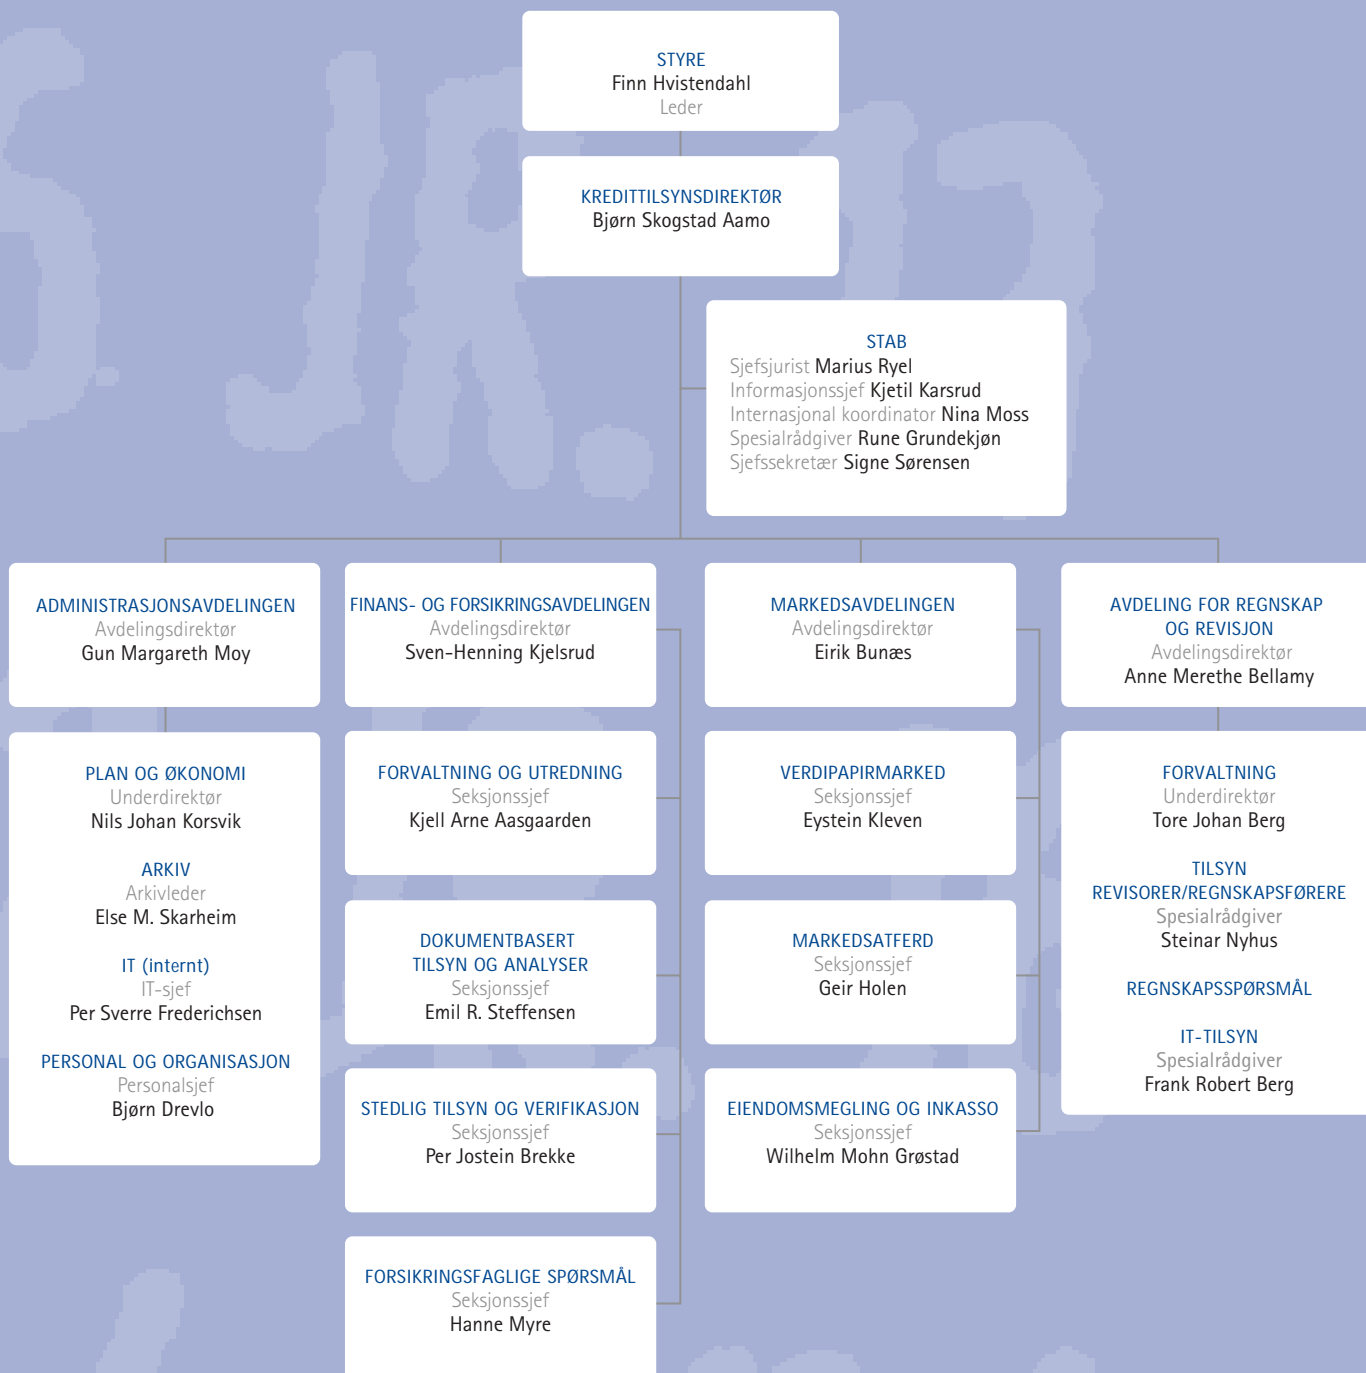 STYRE
Finn Hvistendahl
Leder
KREDITTILSYNSDIREKTØR
Bjørn Skogstad Aamo
STAB
Sjefsjurist Marius Ryel
Informasjonssjef Kjetil Karsrud
Internasjonal koordinator Nina Moss
Spesialrådgiver Rune Grundekjøn
Sjefssekretær Signe Sørensen
ADMINISTRASJONSAVDELINGEN
Avdelingsdirektør
Gun Margareth Moy
PLAN OG ØKONOMI
Underdirektør
Nils Johan Korsvik
ARKIV
Arkivleder
Else M. Skarheim
IT (internt)
IT-sjef
Per Sverre Frederichsen
PERSONAL OG ORGANISASJON
Personalsjef
Bjørn Drevlo
FINANS- OG FORSIKRINGSAVDELINGEN
Avdelingsdirektør
Sven-Henning Kjelsrud
FORVALTNING OG UTREDNING
Seksjonssjef
Kjell Arne Aasgaarden
DOKUMENTBASERT
TILSYN OG ANALYSER
Seksjonssjef
Emil R. Steffensen
STEDLIG TILSYN OG VERIFIKASJON
Seksjonssjef
Per Jostein Brekke
FORSIKRINGSFAGLIGE SPØRSMÅL
Seksjonssjef
Hanne Myre
MARKEDSAVDELINGEN
Avdelingsdirektør
Eirik Bunæs
VERDIPAPIRMARKED
Seksjonssjef
Eystein Kleven
MARKEDSATFERD
Seksjonssjef
Geir Holen
EIENDOMSMEGLING OG INKASSO
Seksjonssjef
Wilhelm Mohn Grøstad
AVDELING FOR REGNSKAP
OG REVISJON
Avdelingsdirektør
Anne Merethe Bellamy
FORVALTNING
Underdirektør
Tore Johan Berg
TILSYN
REVISORER/REGNSKAPSFØRERE
Spesialrådgiver
Steinar Nyhus
REGNSKAPSSPØRSMÅL
IT-TILSYN
Spesialrådgiver
Frank Robert Berg